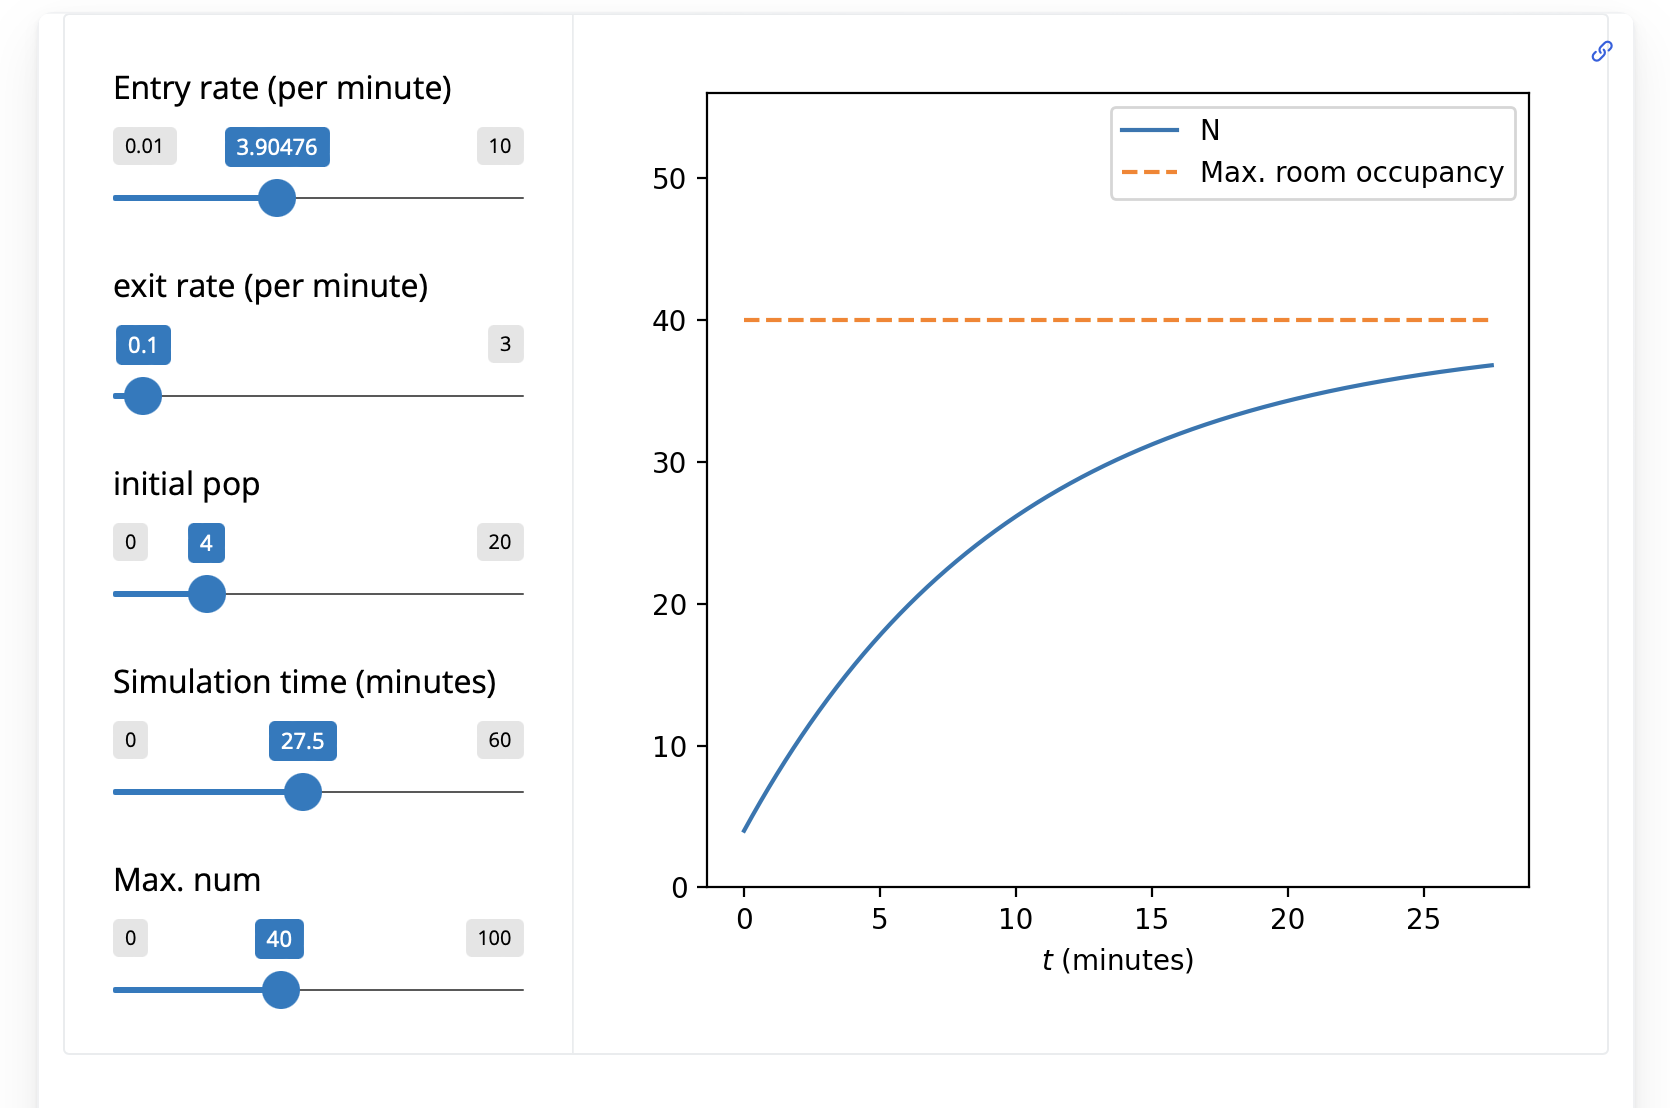 Entry rate (per minute)
0.01 3.90476 10
exit rate (per minute)
0.1 3
initial pop
0 4 20
Simulation time (minutes)
0 27.5 60
Max. num
0 40 100
N
Max. room occupancy
50
40
30
20
10
0
0 5 10 15 20 25
t (minutes)